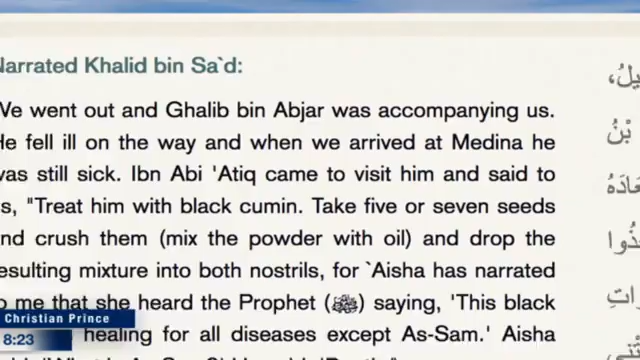 Narrated Khalid bin Sa`d:
We went out and Ghalib bin Abjar was accompanying us.
He fell ill on the way and when we arrived at Medina he
was still sick. Ibn Abi 'Atiq came to visit him and said to
us, "Treat him with black cumin. Take five or seven seeds
and crush them (mix the powder with oil) and drop the
resulting mixture into both nostrils, for `Aisha has narrated
to me that she heard the Prophet (ﷺ) saying, 'This black
healing for all diseases except As-Sam.' Aisha
Christian Prince
8:23
بْنُ